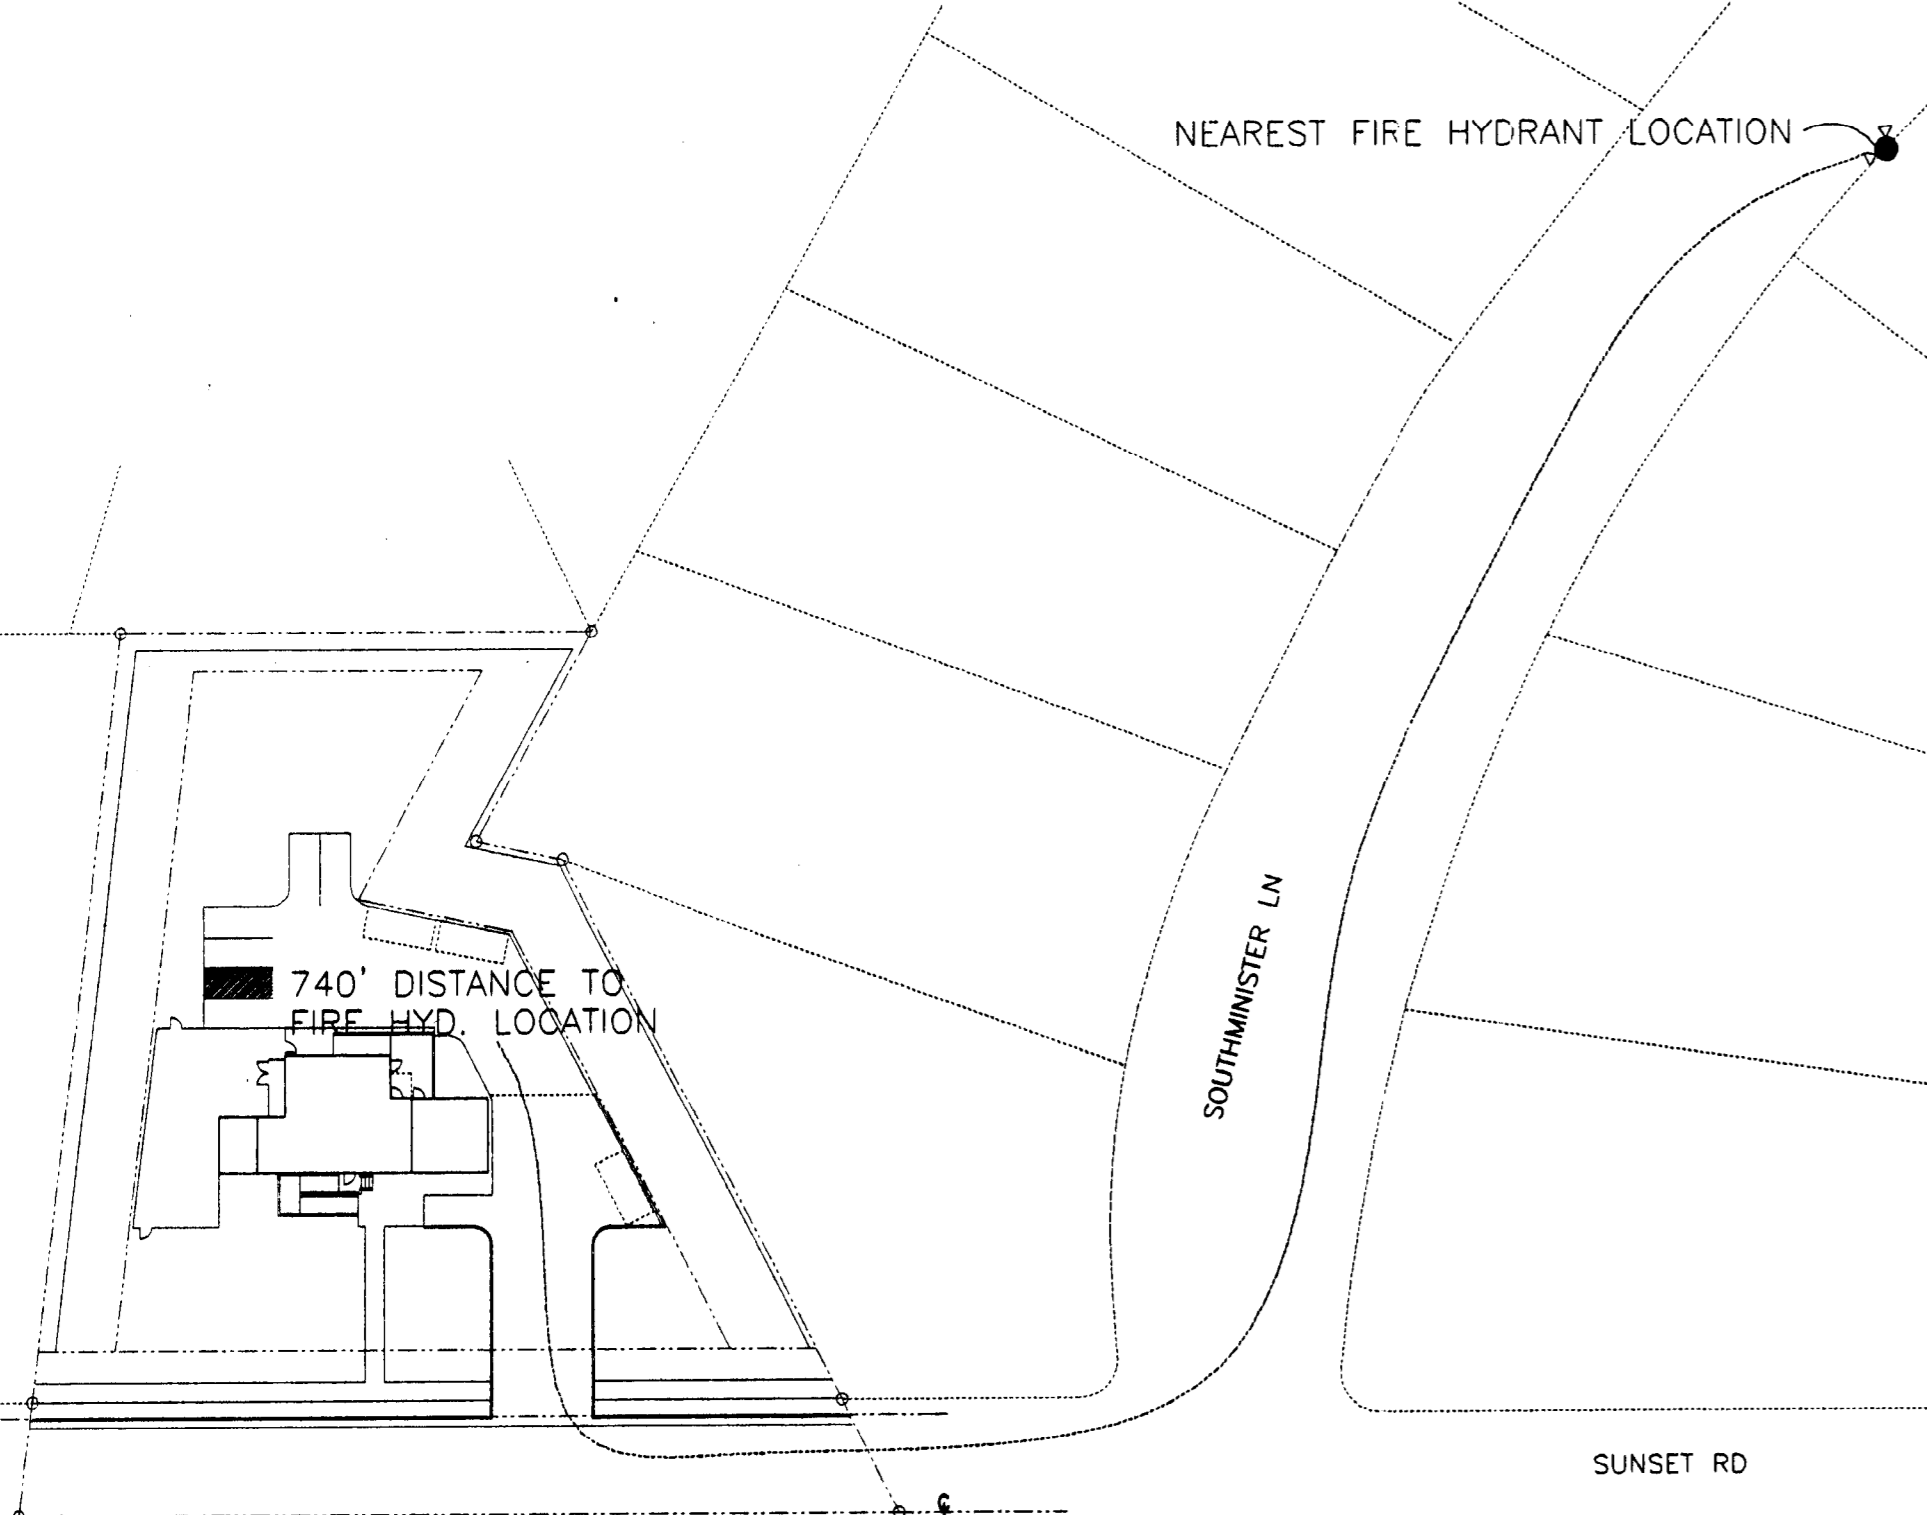 NEAREST FIRE HYDRANT LOCATION
740' DISTANCE TO
FIRE HYD. LOCATION
SOUTHMINISTER LN
SUNSET RD
℄